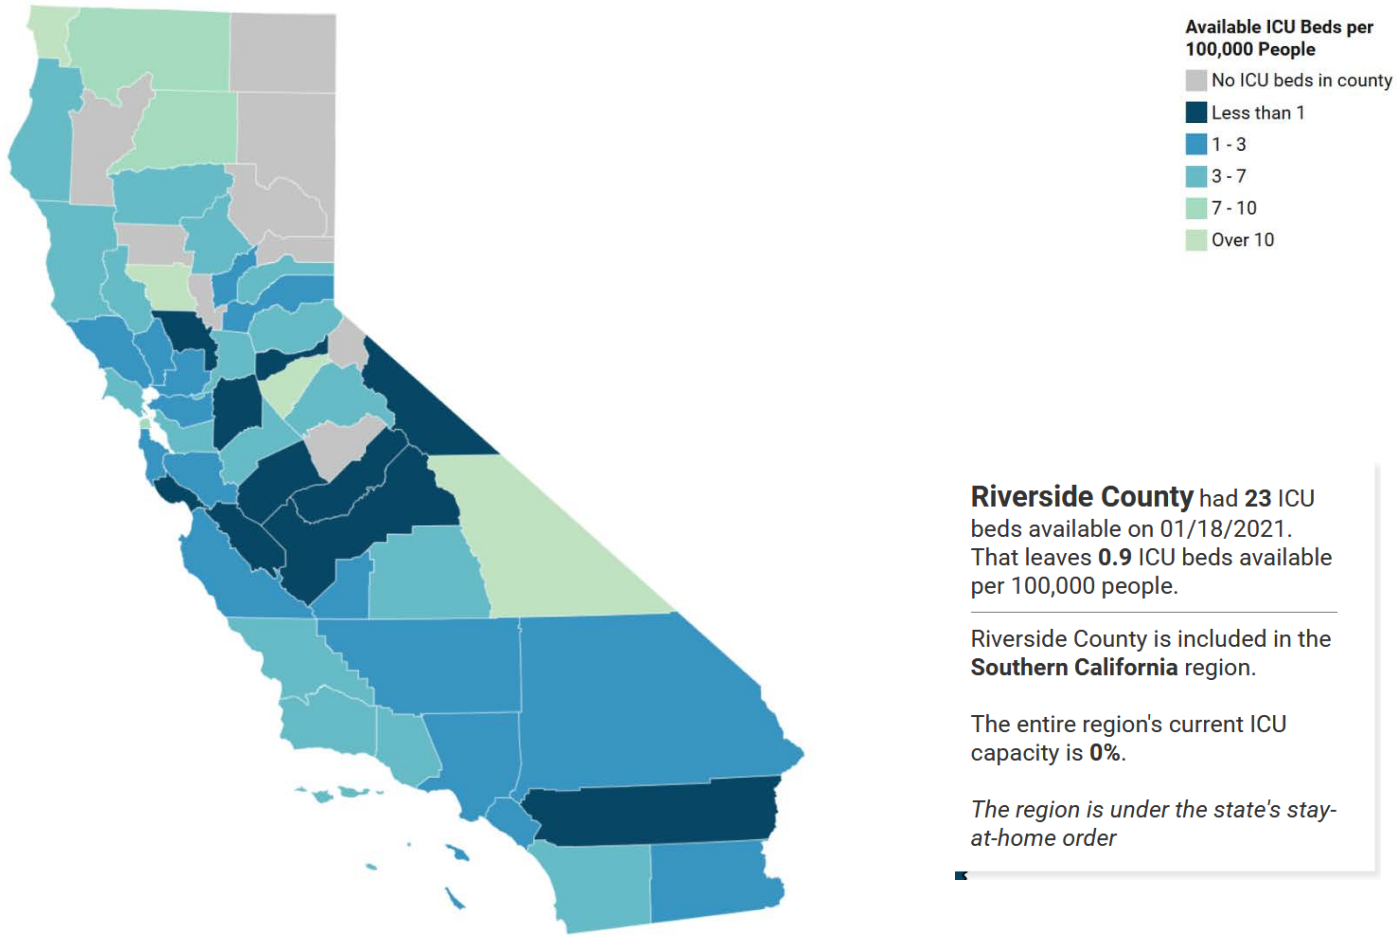 Available ICU Beds per
100,000 People
No ICU beds in county
Less than 1
1 - 3
3 - 7
7 - 10
Over 10
Riverside County had 23 ICU
beds available on 01/18/2021.
That leaves 0.9 ICU beds available
per 100,000 people.
Riverside County is included in the
Southern California region.
The entire region's current ICU
capacity is 0%.
The region is under the state's stay-
at-home order